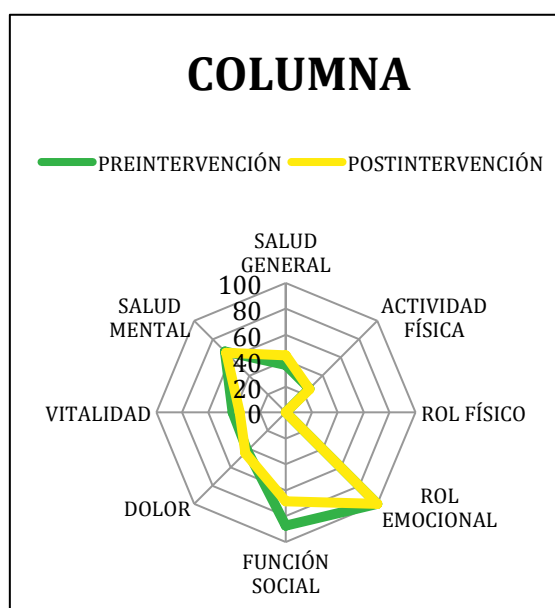 COLUMNA
PREINTERVENCIÓN POSTINTERVENCIÓN
SALUD
GENERAL
ACTIVIDAD
FÍSICA
ROL FÍSICO
ROL
EMOCIONAL
FUNCIÓN
SOCIAL
DOLOR
VITALIDAD
SALUD
MENTAL
100
80
60
40
20
0